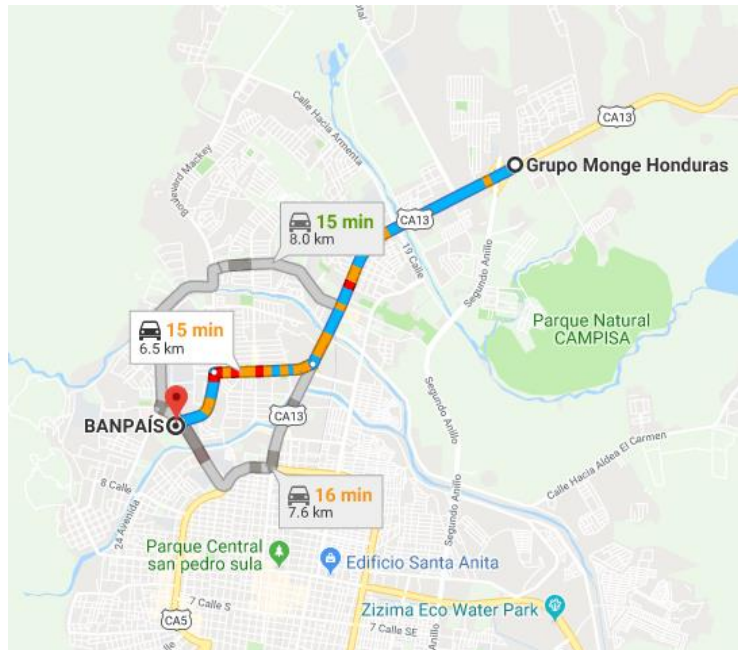 otal
CA13
Calle Hacia Armenta
Boulevard Mackey
Grupo Monge Honduras
CA13
15 min
8.0 km
19 Calle
Segundo Anillo
Parque Natural
CAMPISA
15 min
6.5 km
Segundo Anillo
BANPAÍS
CA13
Calle Hacia Aldea El Carmen
8 Calle
24 Avenida
16 min
7.6 km
Segundo Anillo
Parque Central
san pedro sula
Edificio Santa Anita
7 Calle S
Zizima Eco Water Park
CA5
7 Calle SE